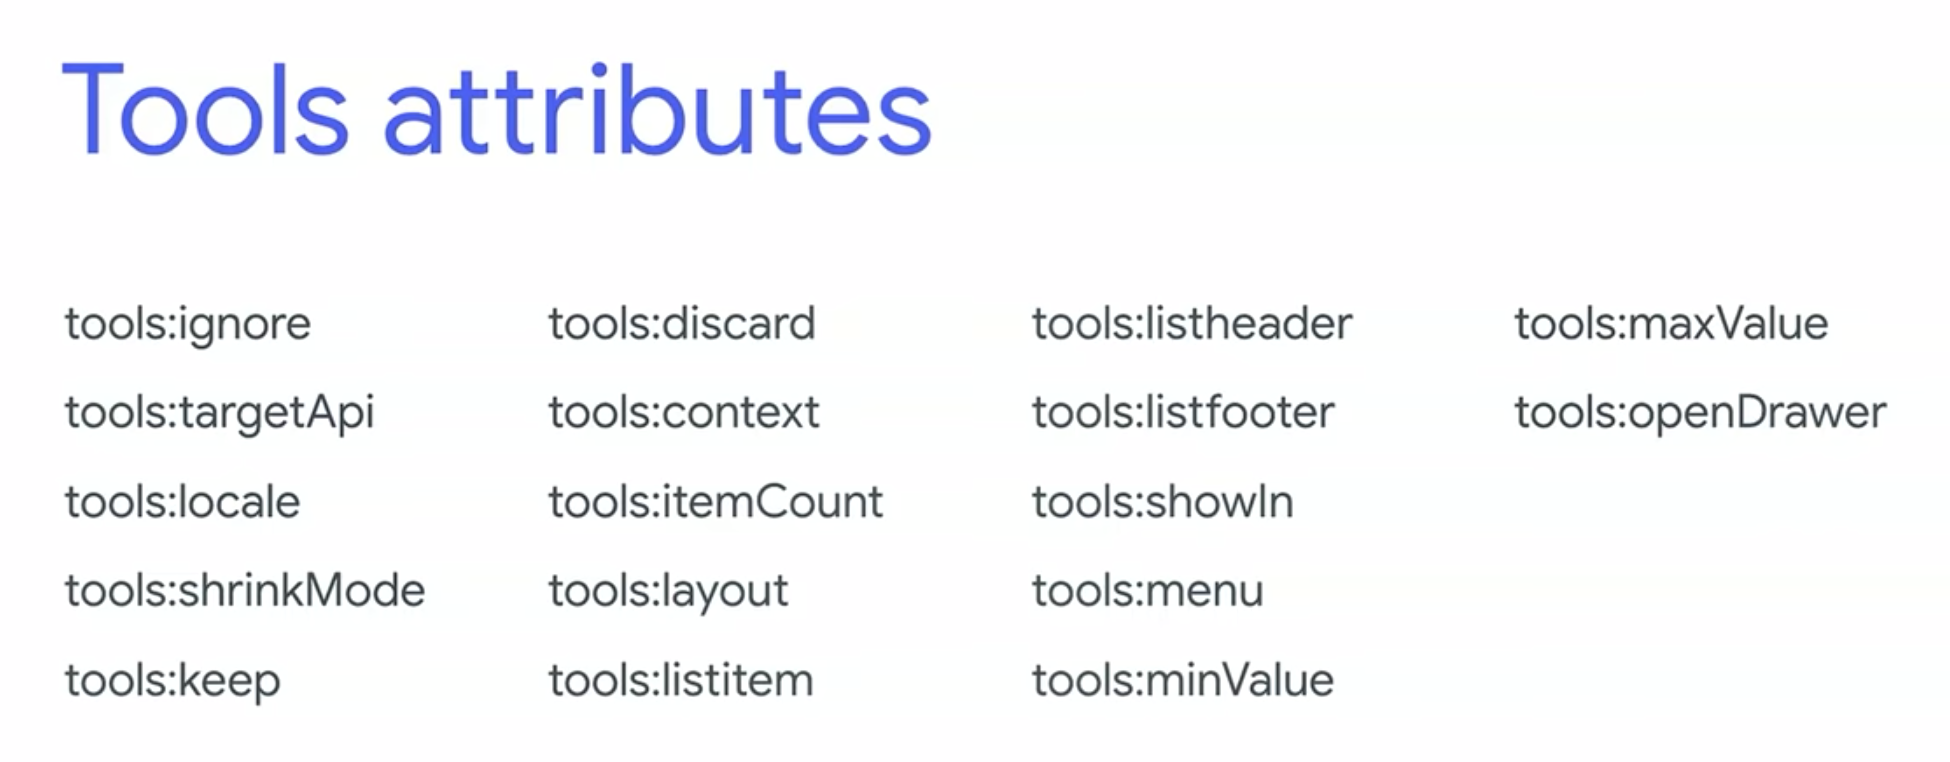 Tools attributes
tools:ignore
tools:targetApi
tools:locale
tools:shrinkMode
tools:keep
tools:discard
tools:context
tools:itemCount
tools:layout
tools:listitem
tools:listheader
tools:listfooter
tools:showIn
tools:menu
tools:minValue
tools:maxValue
tools:openDrawer